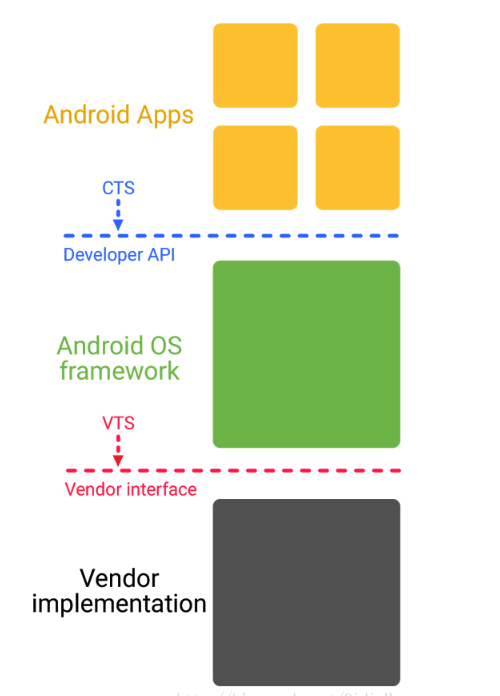 Android Apps
CTS
Developer API
Android OS
framework
VTS
Vendor interface
Vendor
implementation